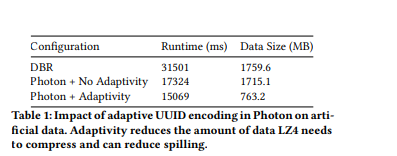 Configuration Runtime (ms) Data Size (MB)
DBR 31501 1759.6
Photon + No Adaptivity 17324 1715.1
Photon + Adaptivity 15069 763.2
Table 1: Impact of adaptive UUID encoding in Photon on arti-
ficial data. Adaptivity reduces the amount of data LZ4 needs
to compress and can reduce spilling.